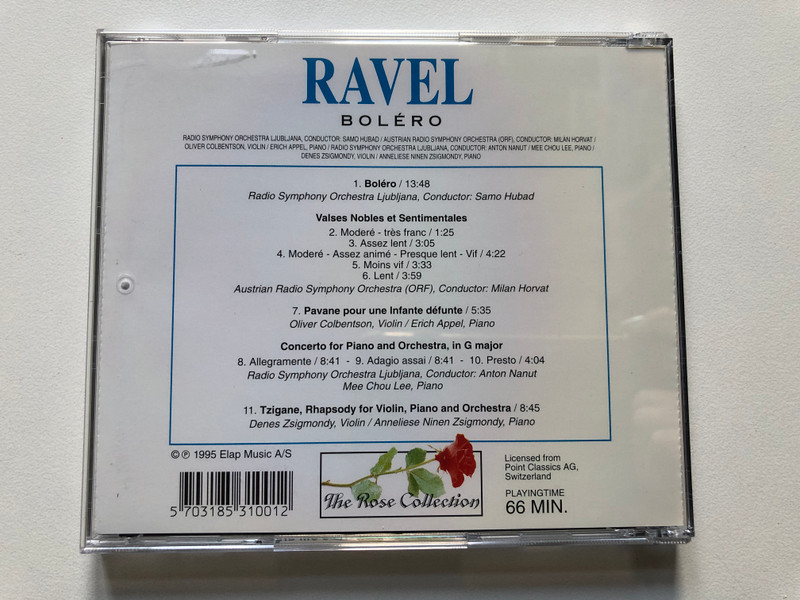 RAVEL
BOLÉRO
RADIO SYMPHONY ORCHESTRA LJUBLJANA, CONDUCTOR: SAMO HUBAD / AUSTRIAN RADIO SYMPHONY ORCHESTRA (ORF), CONDUCTOR: MILAN HORVAT /
OLIVER COLBENTSON, VIOLIN / ERICH APPEL, PIANO / RADIO SYMPHONY ORCHESTRA LJUBLJANA, CONDUCTOR: ANTON NANUT / MEE CHOU LEE, PIANO /
DENES ZSIGMONDY, VIOLIN / ANNELIESE NINEN ZSIGMONDY, PIANO
1. Boléro / 13:48
Radio Symphony Orchestra Ljubljana, Conductor: Samo Hubad
Valses Nobles et Sentimentales
2. Moderé - très franc / 1:25
3. Assez lent / 3:05
4. Moderé - Assez animé - Presque lent - Vif / 4:22
5. Moins vif / 3:33
6. Lent / 3:59
Austrian Radio Symphony Orchestra (ORF), Conductor: Milan Horvat
7. Pavane pour une Infante défunte / 5:35
Oliver Colbentson, Violin / Erich Appel, Piano
Concerto for Piano and Orchestra, in G major
8. Allegramente / 8:41 - 9. Adagio assai / 8:41 - 10. Presto / 4:04
Radio Symphony Orchestra Ljubljana, Conductor: Anton Nanut
Mee Chou Lee, Piano
11. Tzigane, Rhapsody for Violin, Piano and Orchestra / 8:45
Denes Zsigmondy, Violin / Anneliese Ninen Zsigmondy, Piano
© ℗ 1995 Elap Music A/S
5 703185 310012
The Rose Collection
Licensed from
Point Classics AG,
Switzerland
PLAYINGTIME
66 MIN.